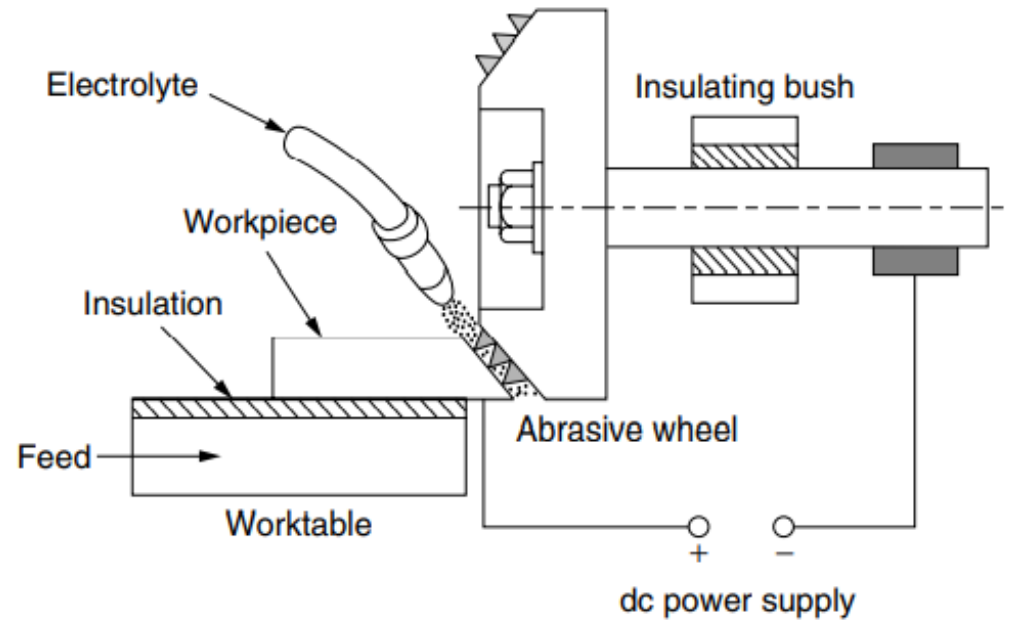 Electrolyte
Insulating bush
Workpiece
Insulation
Abrasive wheel
Feed
Worktable
+ −
dc power supply